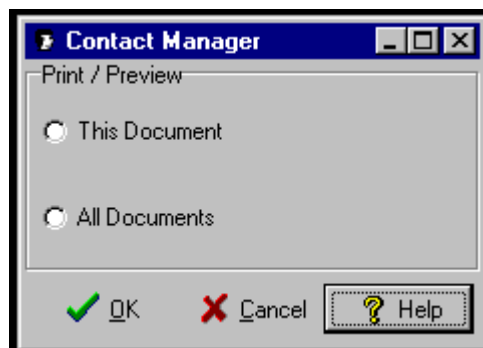 Contact Manager
Print / Preview
This Document
All Documents
OK Cancel Help